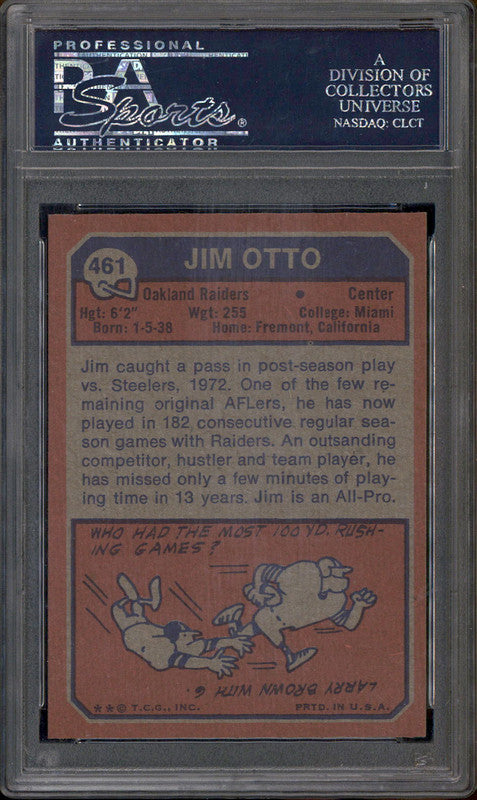 PROFESSIONAL
PSA
Sports®
AUTHENTICATOR
A
DIVISION OF
COLLECTORS
UNIVERSE
NASDAQ: CLCT
461
JIM OTTO
Oakland Raiders • Center
Hgt: 6'2" Wgt: 255 College: Miami
Born: 1-5-38 Home: Fremont, California
Jim caught a pass in post-season play
vs. Steelers, 1972. One of the few re-
maining original AFLers, he has now
played in 182 consecutive regular sea-
son games with Raiders. An outsanding
competitor, hustler and team player, he
has missed only a few minutes of play-
ing time in 13 years. Jim is an All-Pro.
WHO HAD THE MOST 100 YD. RUSH-
ING GAMES?
LARRY BROWN WITH 6.
**© T.C.G., INC. PRTD. IN U.S.A.